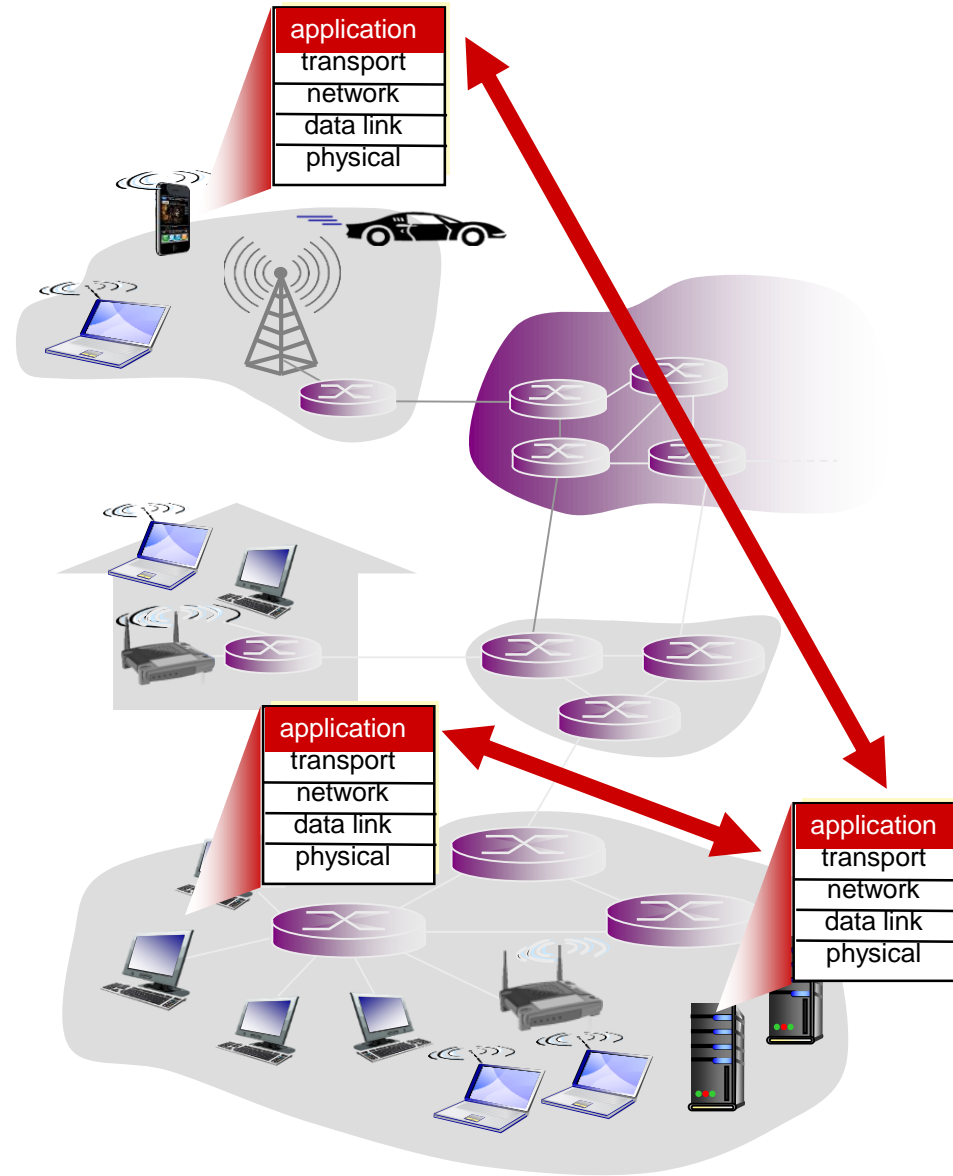 application
transport
network
data link
physical
application
transport
network
data link
physical
application
transport
network
data link
physical